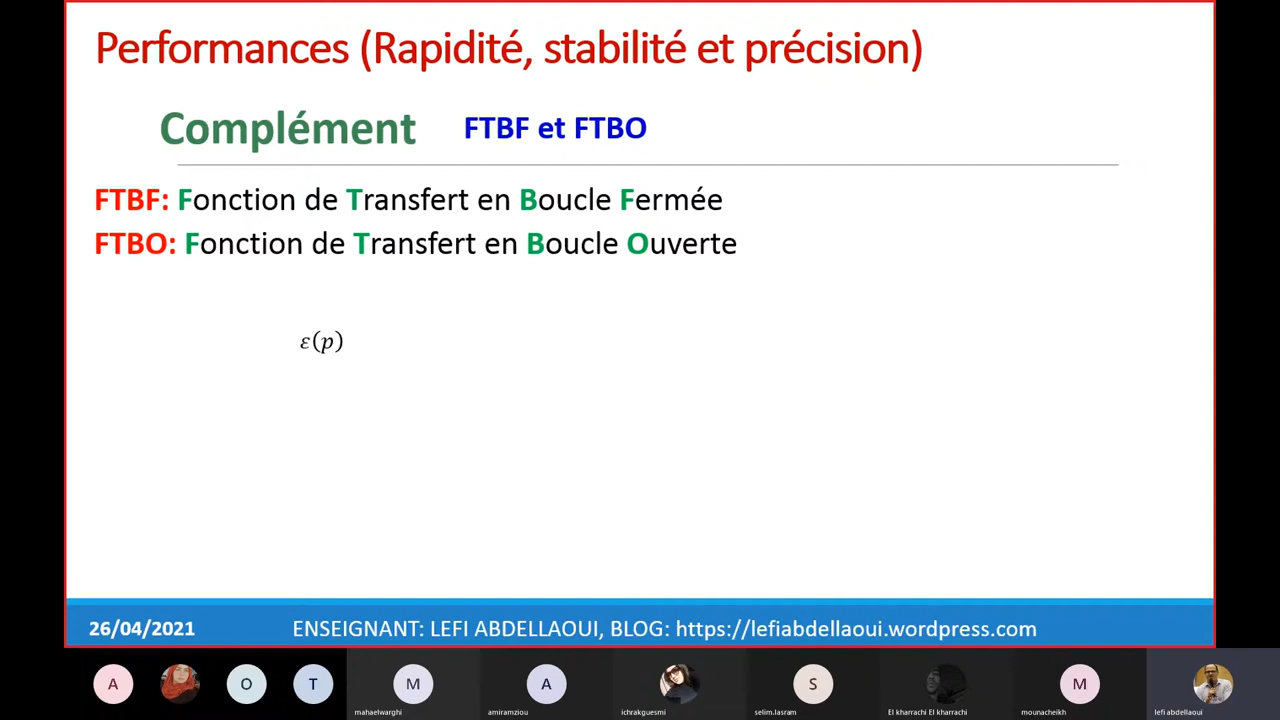 Performances (Rapidité, stabilité et précision)
Complément FTBF et FTBO
FTBF: Fonction de Transfert en Boucle Fermée
FTBO: Fonction de Transfert en Boucle Ouverte
ε(p)
26/04/2021 ENSEIGNANT: LEFI ABDELLAOUI, BLOG: https://lefiabdellaoui.wordpress.com
A O T M A S M
mahaelwarghi amiramziou ichrakguesmi selim.lasram El kharrachi El kharrachi mounacheikh lefi abdellaoui